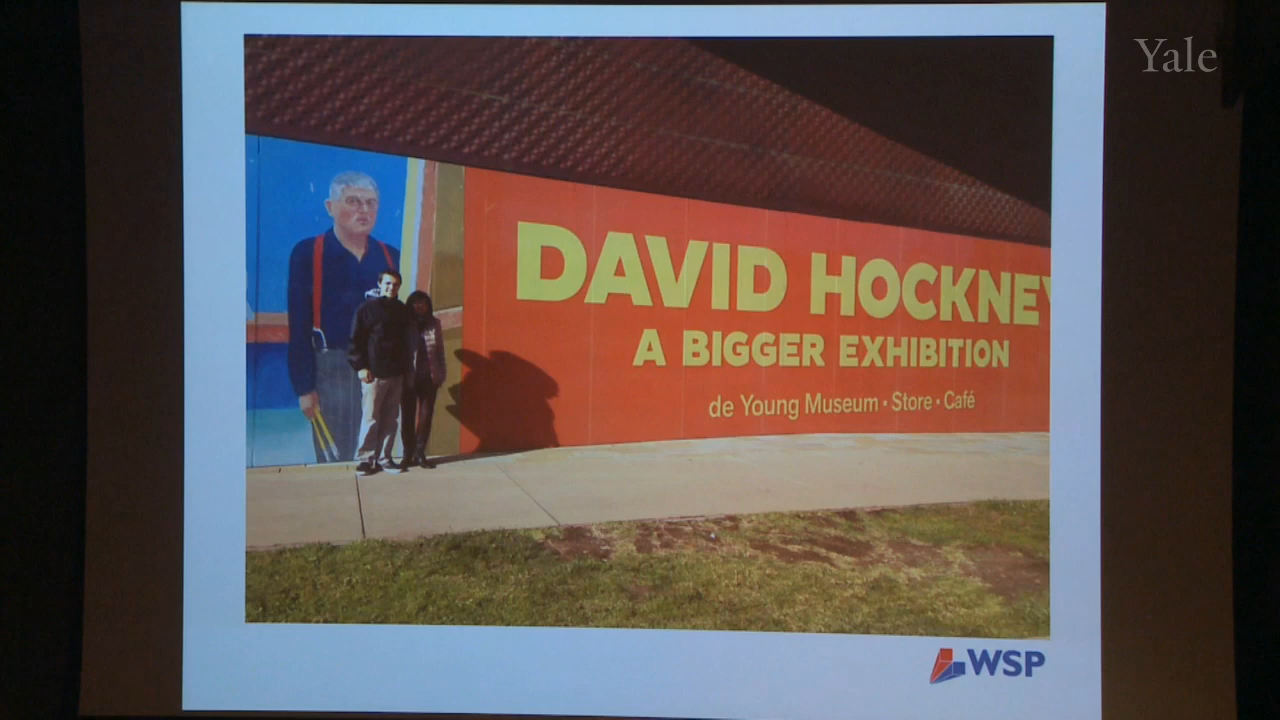 Yale
DAVID HOCKNEY
A BIGGER EXHIBITION
de Young Museum • Store • Café
WSP